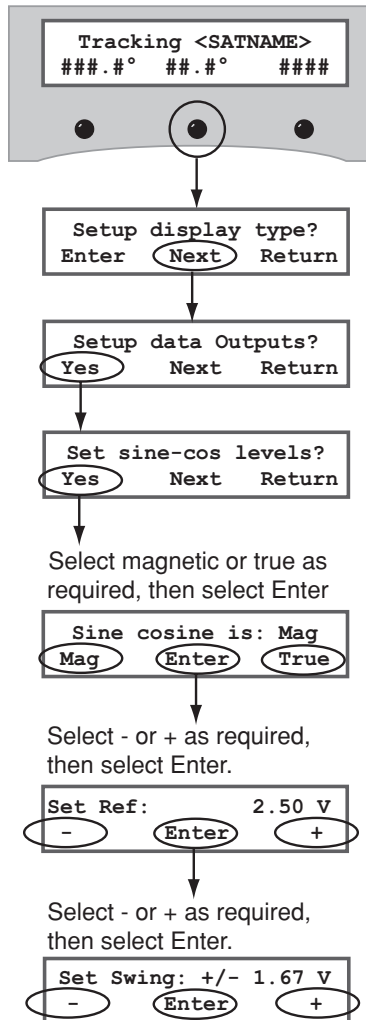 Tracking <SATNAME>
###.#° ##.#° ####
Setup display type?
Enter Next Return
Setup data Outputs?
Yes Next Return
Set sine-cos levels?
Yes Next Return
Select magnetic or true as
required, then select Enter
Sine cosine is: Mag
Mag Enter True
Select - or + as required,
then select Enter.
Set Ref: 2.50 V
- Enter +
Select - or + as required,
then select Enter.
Set Swing: +/- 1.67 V
- Enter +